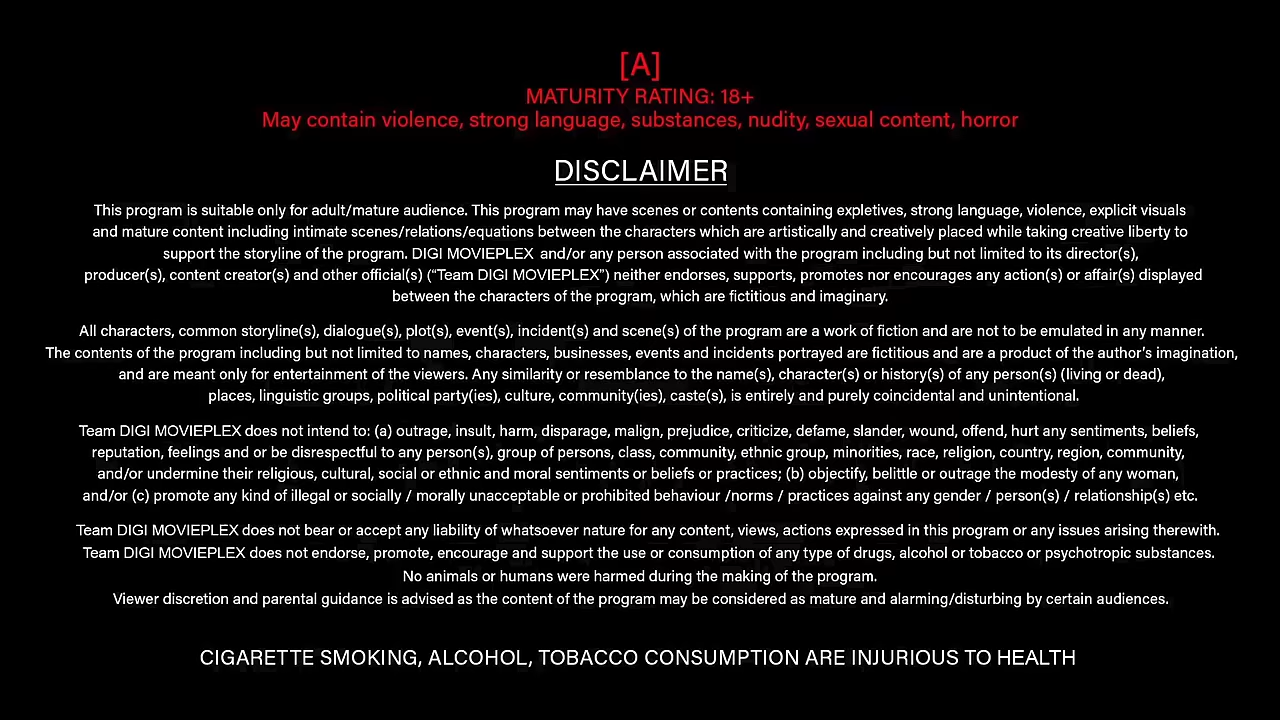 [A]
MATURITY RATING: 18+
May contain violence, strong language, substances, nudity, sexual content, horror
DISCLAIMER
This program is suitable only for adult/mature audience. This program may have scenes or contents containing expletives, strong language, violence, explicit visuals
and mature content including intimate scenes/relations/equations between the characters which are artistically and creatively placed while taking creative liberty to
support the storyline of the program. DIGI MOVIEPLEX and/or any person associated with the program including but not limited to its director(s),
producer(s), content creator(s) and other official(s) (“Team DIGI MOVIEPLEX”) neither endorses, supports, promotes nor encourages any action(s) or affair(s) displayed
between the characters of the program, which are fictitious and imaginary.
All characters, common storyline(s), dialogue(s), plot(s), event(s), incident(s) and scene(s) of the program are a work of fiction and are not to be emulated in any manner.
The contents of the program including but not limited to names, characters, businesses, events and incidents portrayed are fictitious and are a product of the author’s imagination,
and are meant only for entertainment of the viewers. Any similarity or resemblance to the name(s), character(s) or history(s) of any person(s) (living or dead),
places, linguistic groups, political party(ies), culture, community(ies), caste(s), is entirely and purely coincidental and unintentional.
Team DIGI MOVIEPLEX does not intend to: (a) outrage, insult, harm, disparage, malign, prejudice, criticize, defame, slander, wound, offend, hurt any sentiments, beliefs,
reputation, feelings and or be disrespectful to any person(s), group of persons, class, community, ethnic group, minorities, race, religion, country, region, community,
and/or undermine their religious, cultural, social or ethnic and moral sentiments or beliefs or practices; (b) objectify, belittle or outrage the modesty of any woman,
and/or (c) promote any kind of illegal or socially / morally unacceptable or prohibited behaviour /norms / practices against any gender / person(s) / relationship(s) etc.
Team DIGI MOVIEPLEX does not bear or accept any liability of whatsoever nature for any content, views, actions expressed in this program or any issues arising therewith.
Team DIGI MOVIEPLEX does not endorse, promote, encourage and support the use or consumption of any type of drugs, alcohol or tobacco or psychotropic substances.
No animals or humans were harmed during the making of the program.
Viewer discretion and parental guidance is advised as the content of the program may be considered as mature and alarming/disturbing by certain audiences.
CIGARETTE SMOKING, ALCOHOL, TOBACCO CONSUMPTION ARE INJURIOUS TO HEALTH